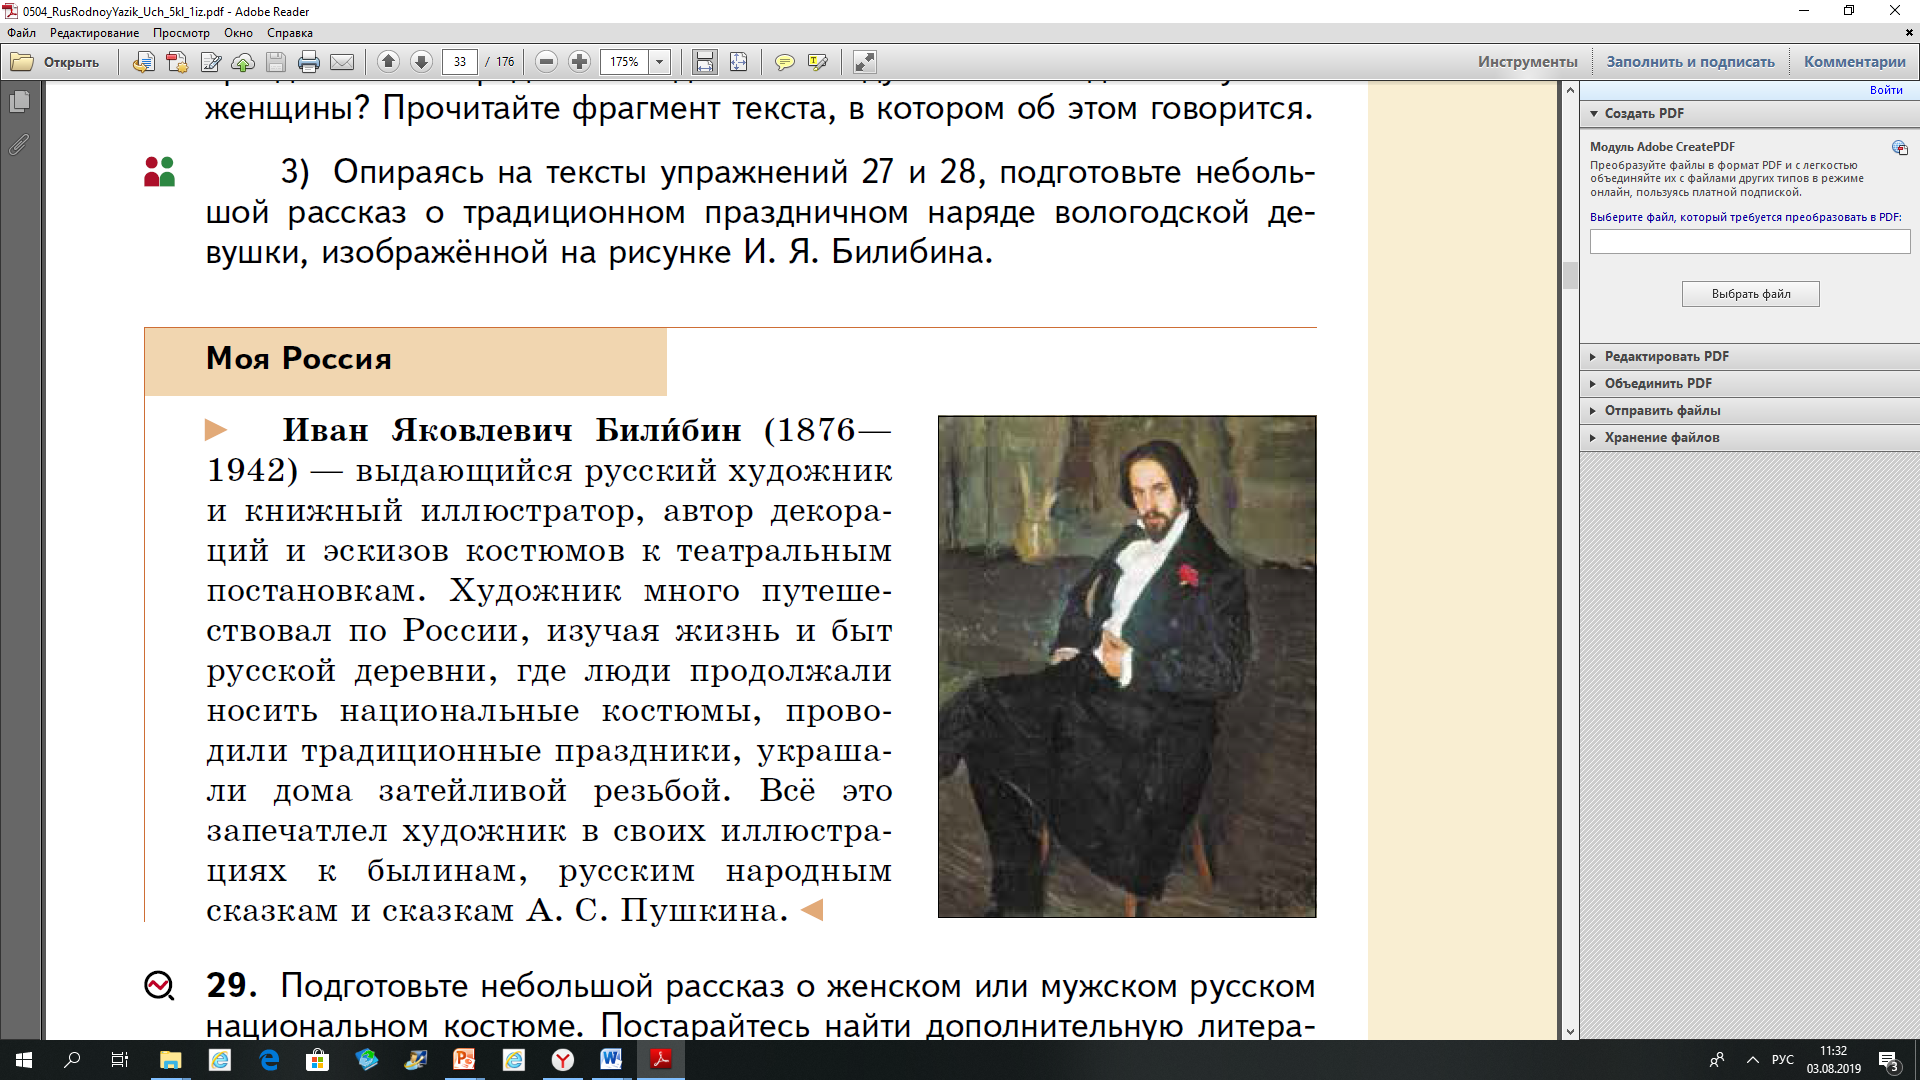 0504_RusRodnoyYazik_Uch_5kl_1iz.pdf - Adobe Reader
Файл Редактирование Просмотр Окно Справка
Открыть 33 / 176 175% Инструменты Заполнить и подписать Комментарии
Войти
женщины? Прочитайте фрагмент текста, в котором об этом говорится.
3) Опираясь на тексты упражнений 27 и 28, подготовьте неболь-
шой рассказ о традиционном праздничном наряде вологодской де-
вушки, изображённой на рисунке И. Я. Билибина.
Моя Россия
Иван Яковлевич Били́бин (1876—
1942) — выдающийся русский художник
и книжный иллюстратор, автор декора-
ций и эскизов костюмов к театральным
постановкам. Художник много путеше-
ствовал по России, изучая жизнь и быт
русской деревни, где люди продолжали
носить национальные костюмы, прово-
дили традиционные праздники, украша-
ли дома затейливой резьбой. Всё это
запечатлел художник в своих иллюстра-
циях к былинам, русским народным
сказкам и сказкам А. С. Пушкина.
29. Подготовьте небольшой рассказ о женском или мужском русском
национальном костюме. Постарайтесь найти дополнительную литера-
Создать PDF
Модуль Adobe CreatePDF
Преобразуйте файлы в формат PDF и с легкостью
объединяйте их с файлами других типов в режиме
онлайн, пользуясь платной подпиской.
Выберите файл, который требуется преобразовать в PDF:
Выбрать файл
Редактировать PDF
Объединить PDF
Отправить файлы
Хранение файлов
РУС
11:32
03.08.2019
3